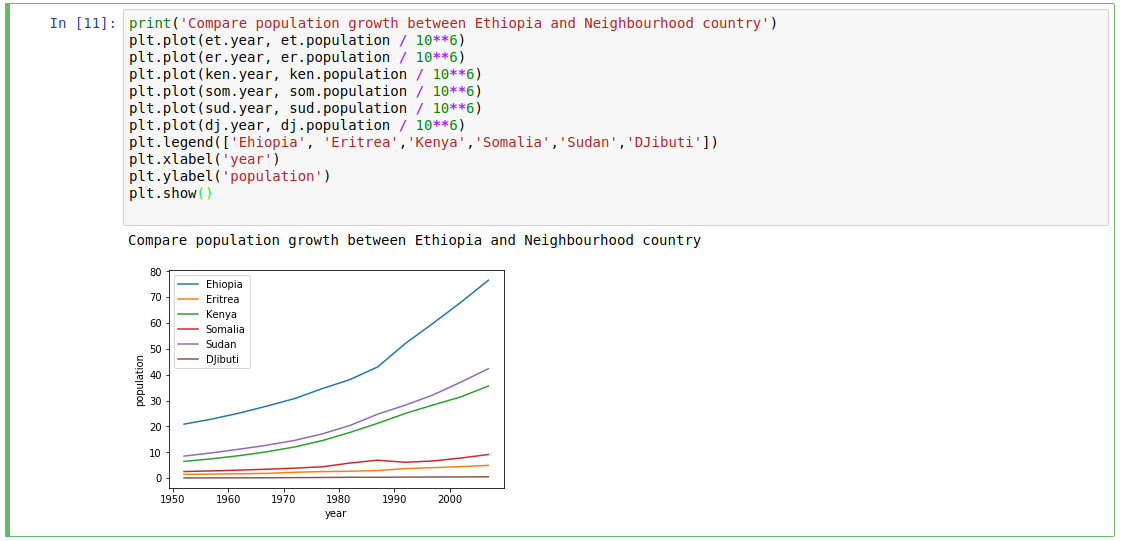 In [11]: print('Compare population growth between Ethiopia and Neighbourhood country')
plt.plot(et.year, et.population / 10**6)
plt.plot(er.year, er.population / 10**6)
plt.plot(ken.year, ken.population / 10**6)
plt.plot(som.year, som.population / 10**6)
plt.plot(sud.year, sud.population / 10**6)
plt.plot(dj.year, dj.population / 10**6)
plt.legend(['Ehiopia', 'Eritrea','Kenya','Somalia','Sudan','DJibuti'])
plt.xlabel('year')
plt.ylabel('population')
plt.show()
Compare population growth between Ethiopia and Neighbourhood country
80
70
60
50
40
30
20
10
0
population
Ehiopia
Eritrea
Kenya
Somalia
Sudan
DJibuti
1950 1960 1970 1980 1990 2000
year